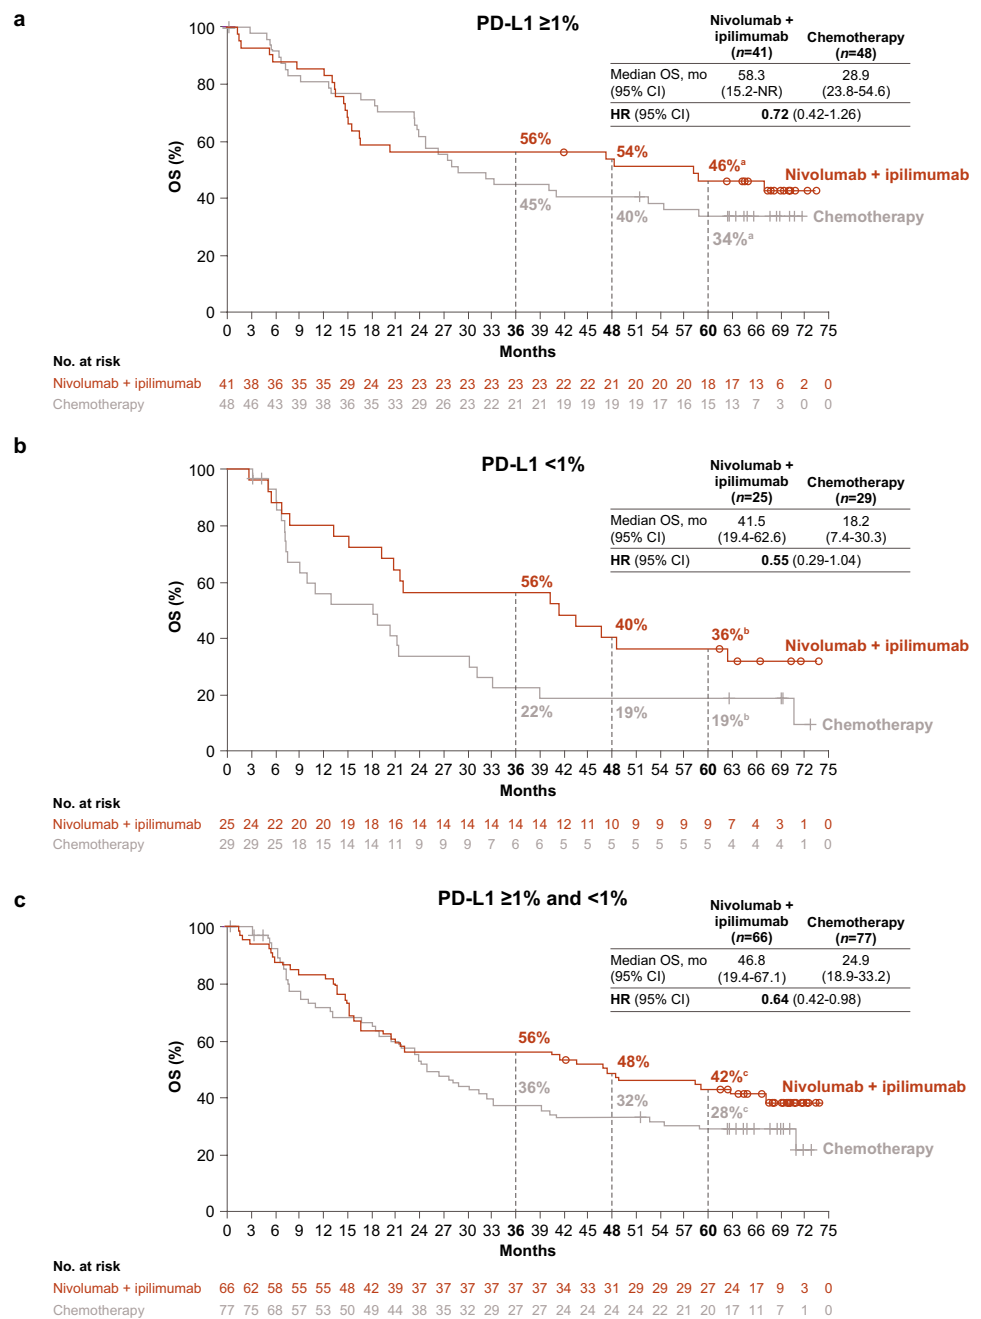 a
PD-L1 ≥1%
Nivolumab + ipilimumab (n=41) Chemotherapy (n=48)
Median OS, mo (95% CI) 58.3 (15.2-NR) 28.9 (23.8-54.6)
HR (95% CI) 0.72 (0.42-1.26)
OS (%)
100
80
60
40
20
0
56%
54%
46%a
Nivolumab + ipilimumab
45%
40%
34%a
Chemotherapy
0 3 6 9 12 15 18 21 24 27 30 33 36 39 42 45 48 51 54 57 60 63 66 69 72 75
Months
No. at risk
Nivolumab + ipilimumab 41 38 36 35 35 29 24 23 23 23 23 23 23 23 22 22 21 20 20 20 18 17 13 6 2 0
Chemotherapy 48 46 43 39 38 36 35 33 29 26 23 22 21 21 19 19 19 19 17 16 15 13 7 3 0 0
b
PD-L1 <1%
Nivolumab + ipilimumab (n=25) Chemotherapy (n=29)
Median OS, mo (95% CI) 41.5 (19.4-62.6) 18.2 (7.4-30.3)
HR (95% CI) 0.55 (0.29-1.04)
OS (%)
100
80
60
40
20
0
56%
40%
36%b
Nivolumab + ipilimumab
22%
19%
19%b
Chemotherapy
0 3 6 9 12 15 18 21 24 27 30 33 36 39 42 45 48 51 54 57 60 63 66 69 72 75
Months
No. at risk
Nivolumab + ipilimumab 25 24 22 20 20 19 18 16 14 14 14 14 14 14 12 11 10 9 9 9 9 7 4 3 1 0
Chemotherapy 29 29 25 18 15 14 14 11 9 9 9 7 6 6 5 5 5 5 5 5 5 4 4 4 1 0
c
PD-L1 ≥1% and <1%
Nivolumab + ipilimumab (n=66) Chemotherapy (n=77)
Median OS, mo (95% CI) 46.8 (19.4-67.1) 24.9 (18.9-33.2)
HR (95% CI) 0.64 (0.42-0.98)
OS (%)
100
80
60
40
20
0
56%
48%
42%c
Nivolumab + ipilimumab
36%
32%
28%c
Chemotherapy
0 3 6 9 12 15 18 21 24 27 30 33 36 39 42 45 48 51 54 57 60 63 66 69 72 75
Months
No. at risk
Nivolumab + ipilimumab 66 62 58 55 55 48 42 39 37 37 37 37 37 37 34 33 31 29 29 29 27 24 17 9 3 0
Chemotherapy 77 75 68 57 53 50 49 44 38 35 32 29 27 27 24 24 24 24 22 21 20 17 11 7 1 0